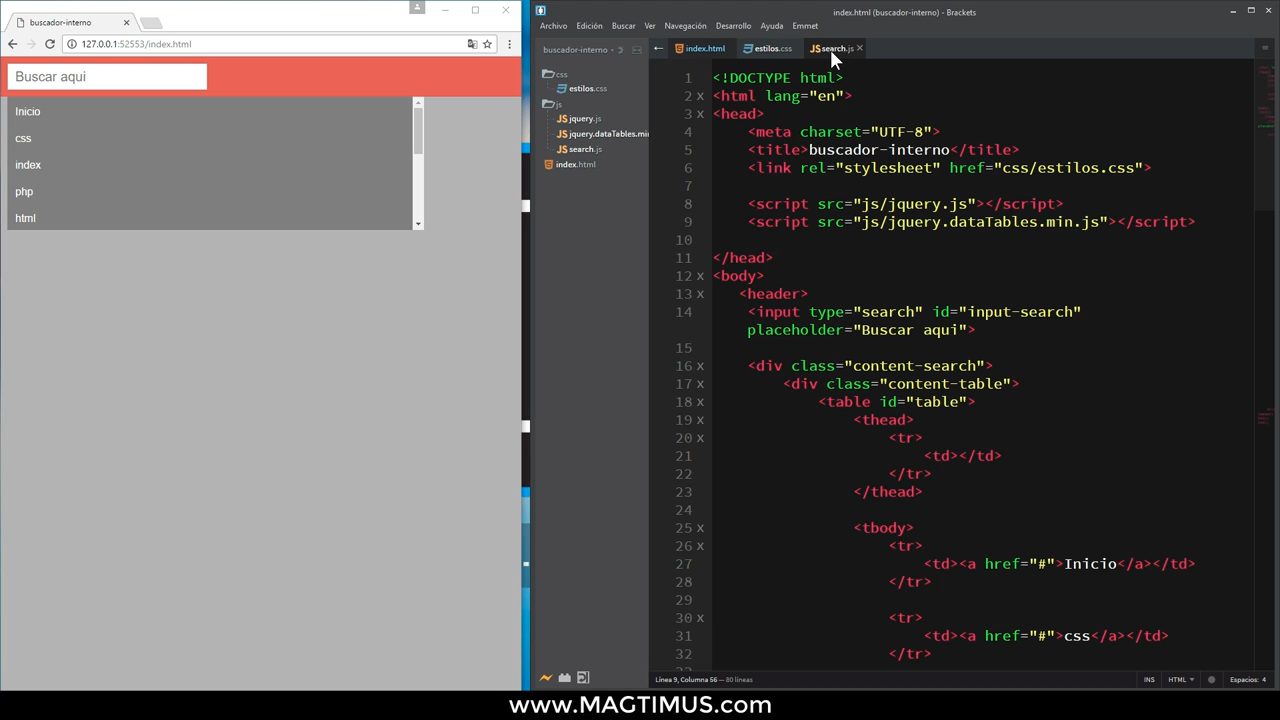 buscador-interno
127.0.0.1:52553/index.html
Buscar aqui
Inicio
css
index
php
html
index.html (buscador-interno) - Brackets
Archivo Edición Buscar Ver Navegación Desarrollo Ayuda Emmet
buscador-interno
index.html estilos.css search.js
css
estilos.css
js
jquery.js
jquery.dataTables.mi
search.js
index.html
1 <!DOCTYPE html>
2 <html lang="en">
3 <head>
4 <meta charset="UTF-8">
5 <title>buscador-interno</title>
6 <link rel="stylesheet" href="css/estilos.css">
7
8 <script src="js/jquery.js"></script>
9 <script src="js/jquery.dataTables.min.js"></script>
10
11 </head>
12 <body>
13 <header>
14 <input type="search" id="input-search"
placeholder="Buscar aqui">
15
16 <div class="content-search">
17 <div class="content-table">
18 <table id="table">
19 <thead>
20 <tr>
21 <td></td>
22 </tr>
23 </thead>
24
25 <tbody>
26 <tr>
27 <td><a href="#">Inicio</a></td>
28 </tr>
29
30 <tr>
31 <td><a href="#">css</a></td>
32 </tr>
Línea 9, Columna 56 — 80 líneas
INS HTML Espacios: 4
www.MAGTIMUS.com